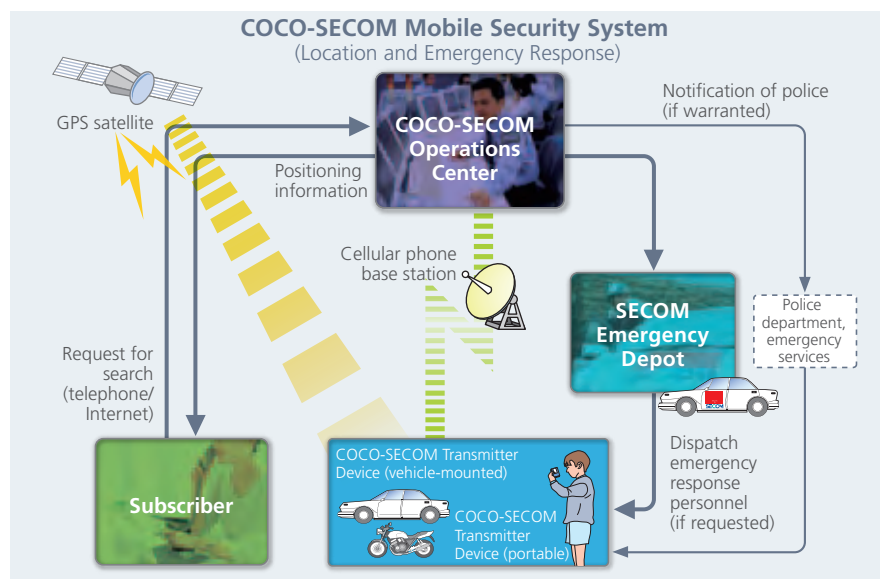 COCO-SECOM Mobile Security System
(Location and Emergency Response)
GPS satellite
COCO-SECOM
Operations
Center
Notification of police
(if warranted)
Positioning
information
Cellular phone
base station
SECOM
Emergency
Depot
Police
department,
emergency
services
Request for
search
(telephone/
Internet)
SECOM
Dispatch
emergency
response
personnel
(if requested)
Subscriber
COCO-SECOM Transmitter
Device (vehicle-mounted)
COCO-SECOM
Transmitter
Device (portable)